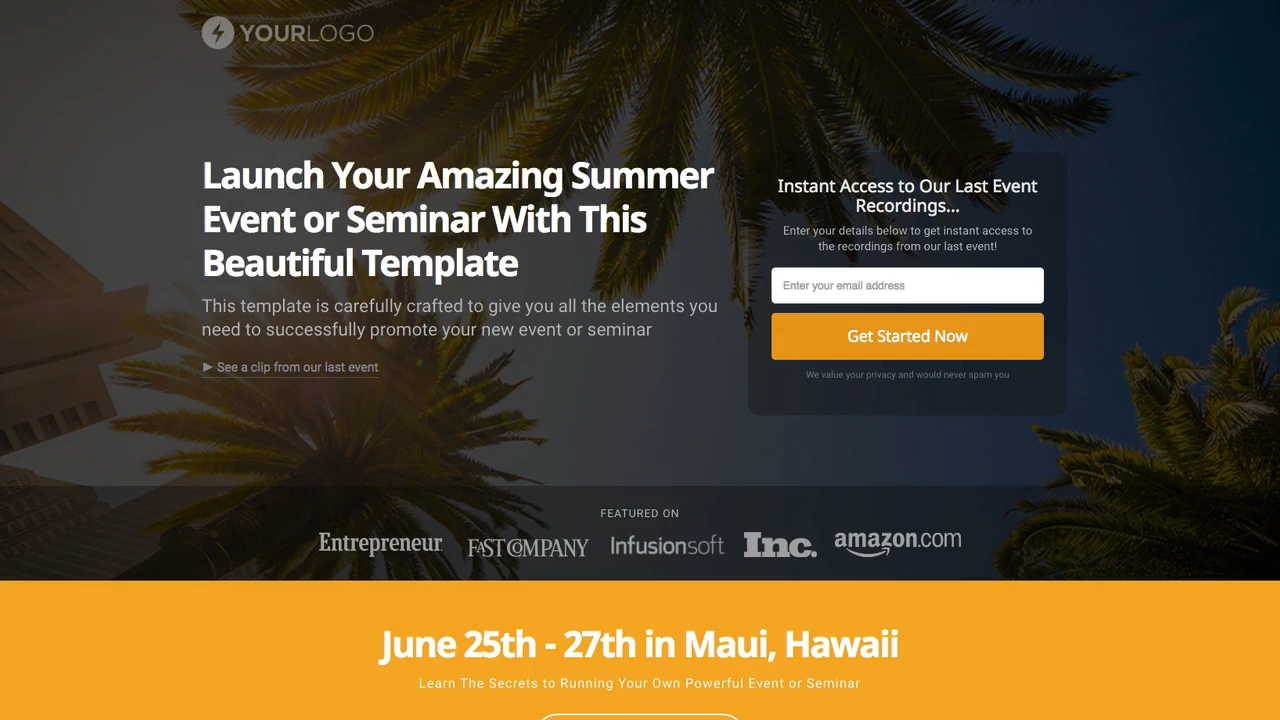 YOURLOGO
Launch Your Amazing Summer
Event or Seminar With This
Beautiful Template
This template is carefully crafted to give you all the elements you
need to successfully promote your new event or seminar
See a clip from our last event
Instant Access to Our Last Event
Recordings...
Enter your details below to get instant access to
the recordings from our last event!
Enter your email address
Get Started Now
We value your privacy and would never spam you
FEATURED ON
Entrepreneur
FAST COMPANY
Infusionsoft
Inc.
amazon.com
June 25th - 27th in Maui, Hawaii
Learn The Secrets to Running Your Own Powerful Event or Seminar